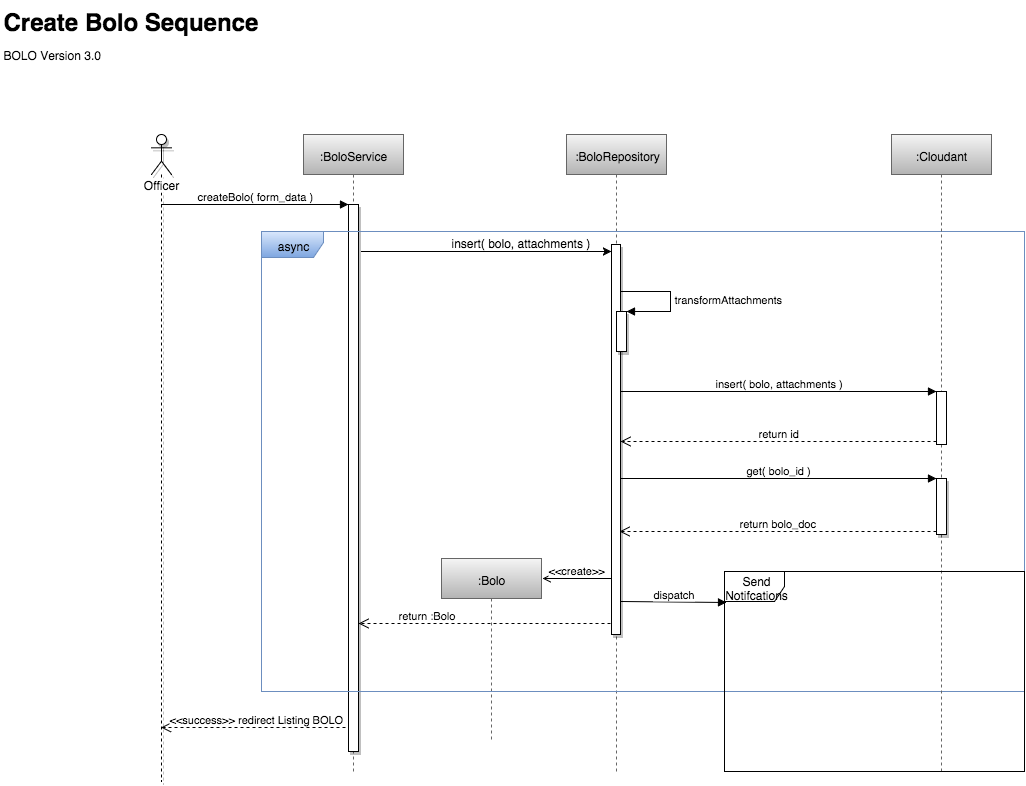 Create Bolo Sequence
BOLO Version 3.0
Officer
:BoloService
:BoloRepository
:Cloudant
createBolo( form_data )
async
insert( bolo, attachments )
transformAttachments
insert( bolo, attachments )
return id
get( bolo_id )
return bolo_doc
:Bolo
<<create>>
Send
Notifcations
dispatch
return :Bolo
<<success>> redirect Listing BOLO